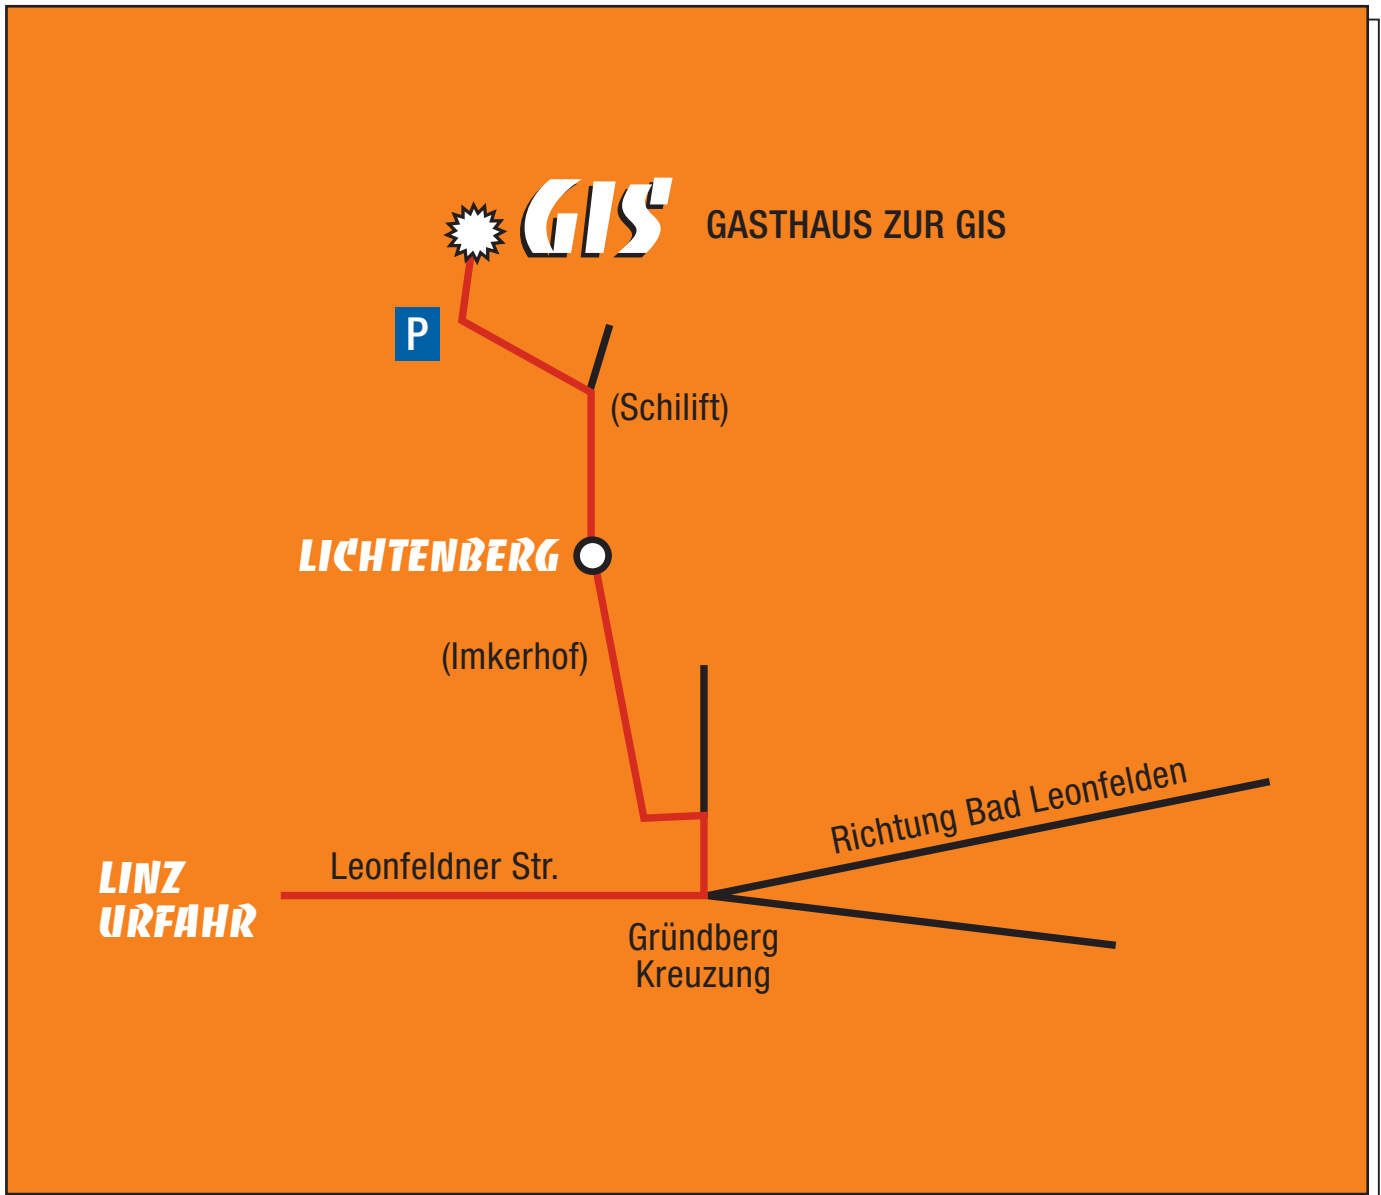 GIS
GASTHAUS ZUR GIS
P
(Schilift)
LICHTENBERG
(Imkerhof)
Richtung Bad Leonfelden
Leonfeldner Str.
LINZ
URFAHR
Gründberg
Kreuzung